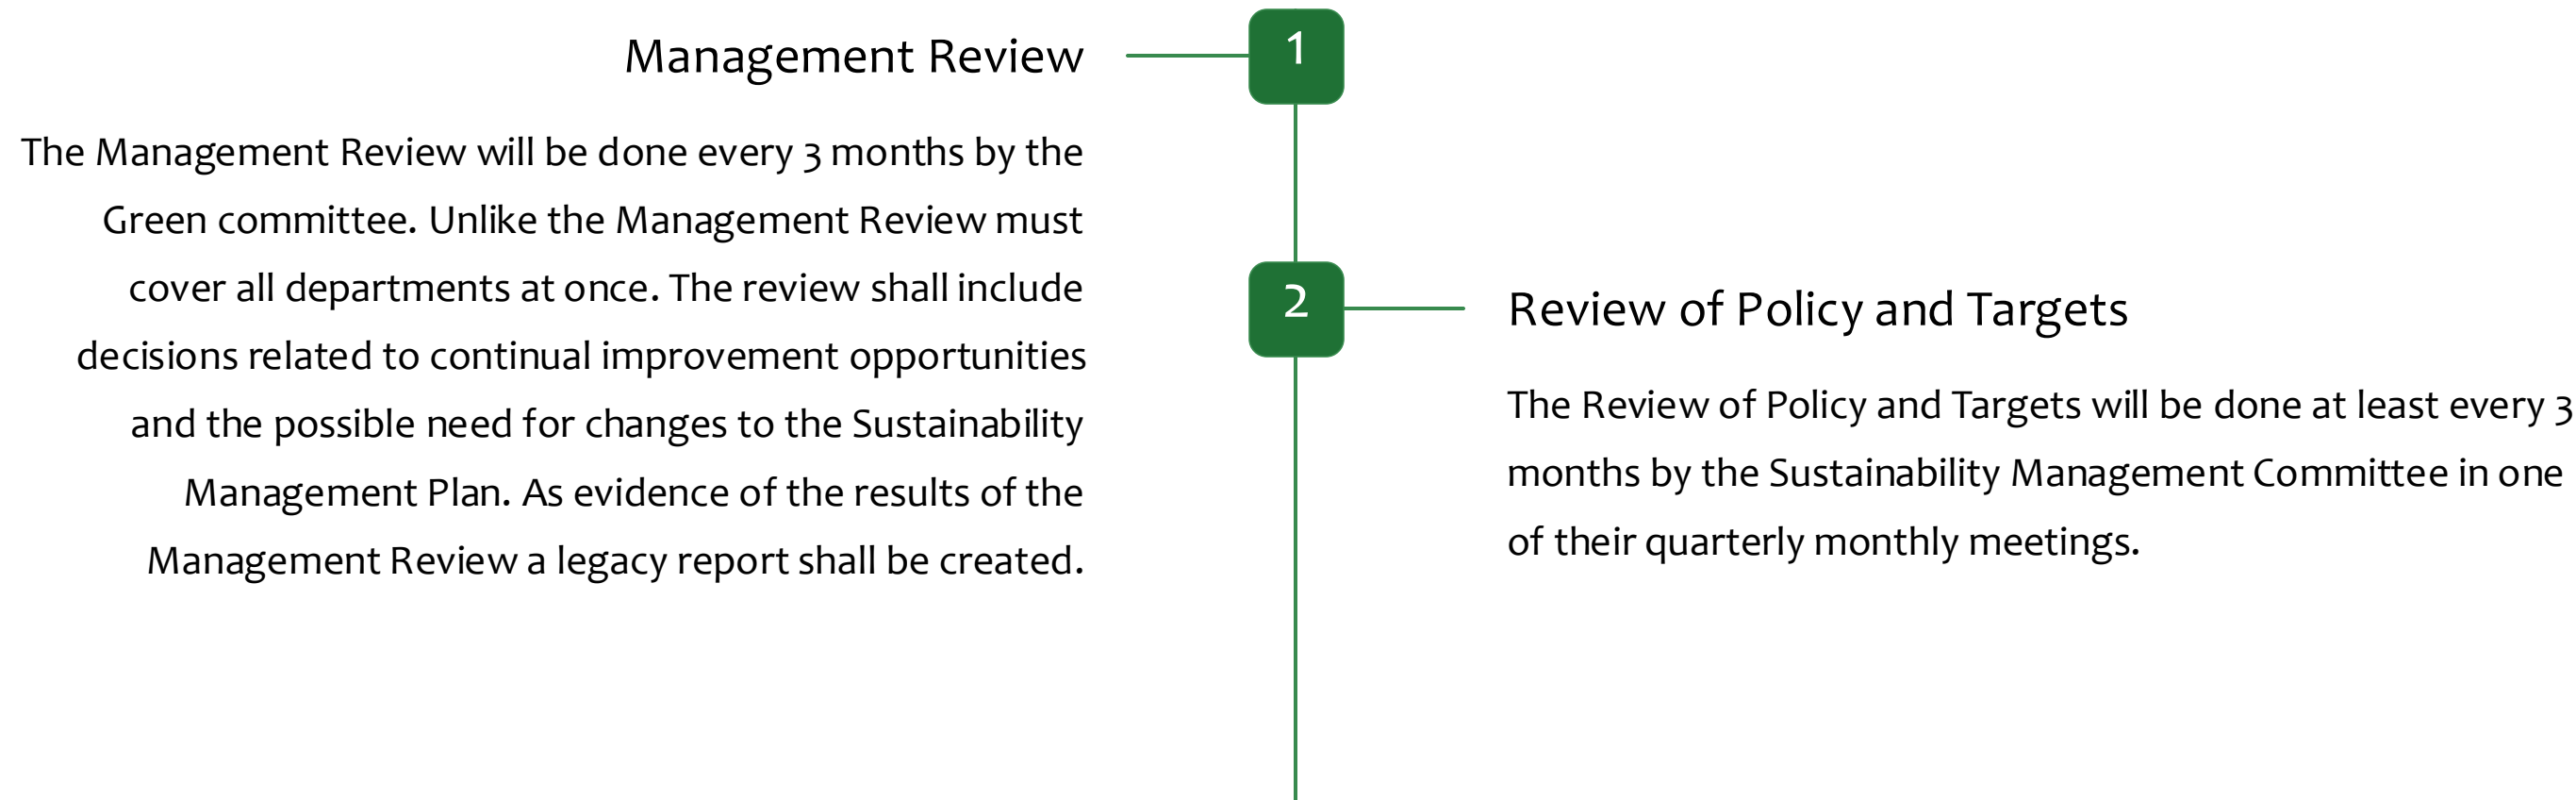 1
Management Review
The Management Review will be done every 3 months by the
Green committee. Unlike the Management Review must
cover all departments at once. The review shall include
decisions related to continual improvement opportunities
and the possible need for changes to the Sustainability
Management Plan. As evidence of the results of the
Management Review a legacy report shall be created.
2
Review of Policy and Targets
The Review of Policy and Targets will be done at least every 3
months by the Sustainability Management Committee in one
of their quarterly monthly meetings.